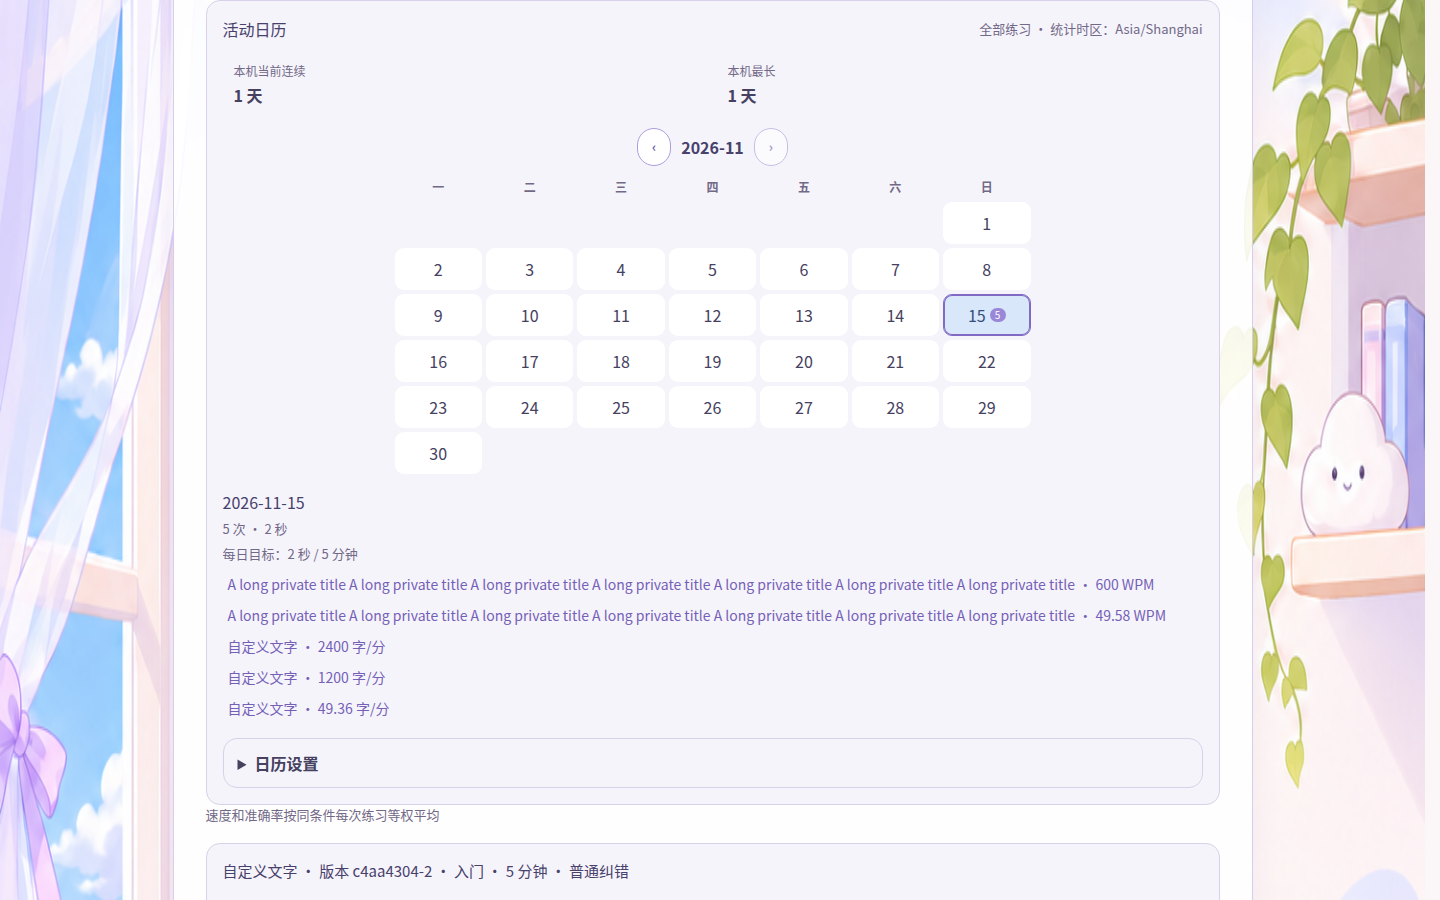 活动日历
全部练习 · 统计时区：Asia/Shanghai
本机当前连续
1 天
本机最长
1 天
‹ 2026-11 ›
一 二 三 四 五 六 日
1
2 3 4 5 6 7 8
9 10 11 12 13 14 15 5
16 17 18 19 20 21 22
23 24 25 26 27 28 29
30
2026-11-15
5 次 · 2 秒
每日目标：2 秒 / 5 分钟
A long private title A long private title A long private title A long private title A long private title A long private title A long private title · 600 WPM
A long private title A long private title A long private title A long private title A long private title A long private title A long private title · 49.58 WPM
自定义文字 · 2400 字/分
自定义文字 · 1200 字/分
自定义文字 · 49.36 字/分
▶ 日历设置
速度和准确率按同条件每次练习等权平均
自定义文字 · 版本 c4aa4304-2 · 入门 · 5 分钟 · 普通纠错